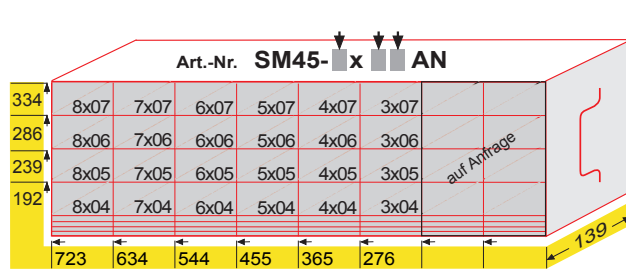 Art.-Nr. SM45- x AN
334 8x07 7x07 6x07 5x07 4x07 3x07
286 8x06 7x06 6x06 5x06 4x06 3x06
auf Anfrage
239 8x05 7x05 6x05 5x05 4x05 3x05
192 8x04 7x04 6x04 5x04 4x04 3x04
139
723 634 544 455 365 276